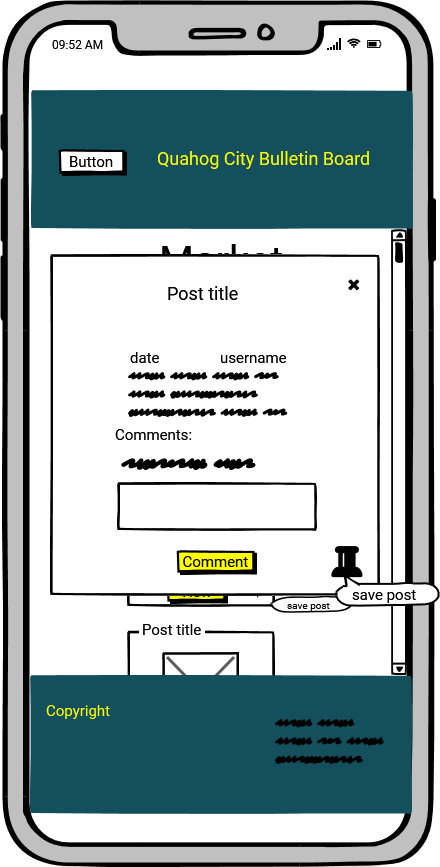 09:52 AM
Button
Quahog City Bulletin Board
Market
Post title
date username
Comments:
Comment
save post
save post
Post title
Copyright